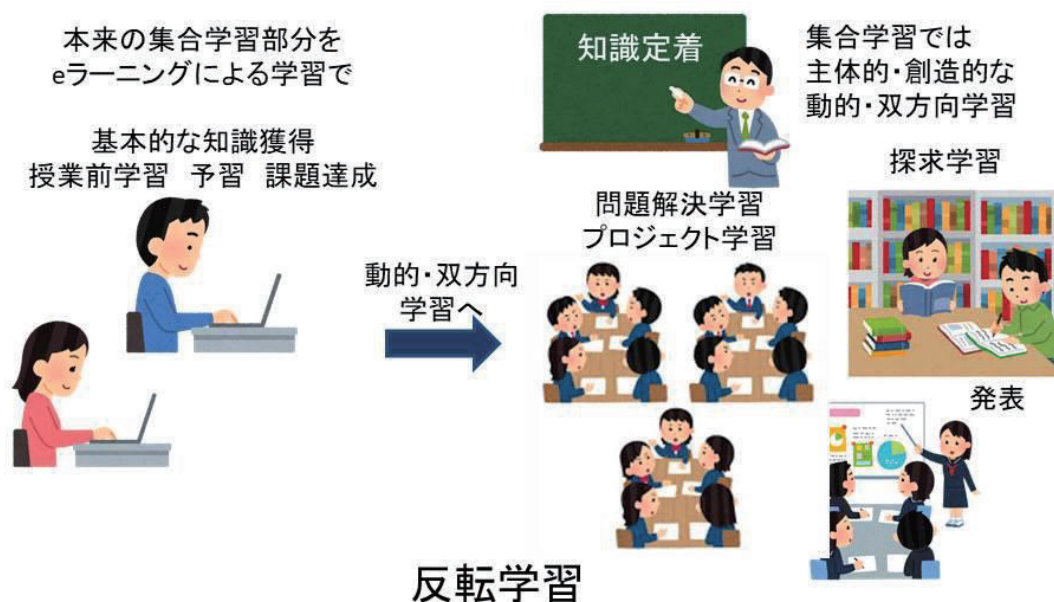 本来の集合学習部分を
eラーニングによる学習で
基本的な知識獲得
授業前学習 予習 課題達成
動的・双方向
学習へ
知識定着
集合学習では
主体的・創造的な
動的・双方向学習
探求学習
問題解決学習
プロジェクト学習
発表
反転学習